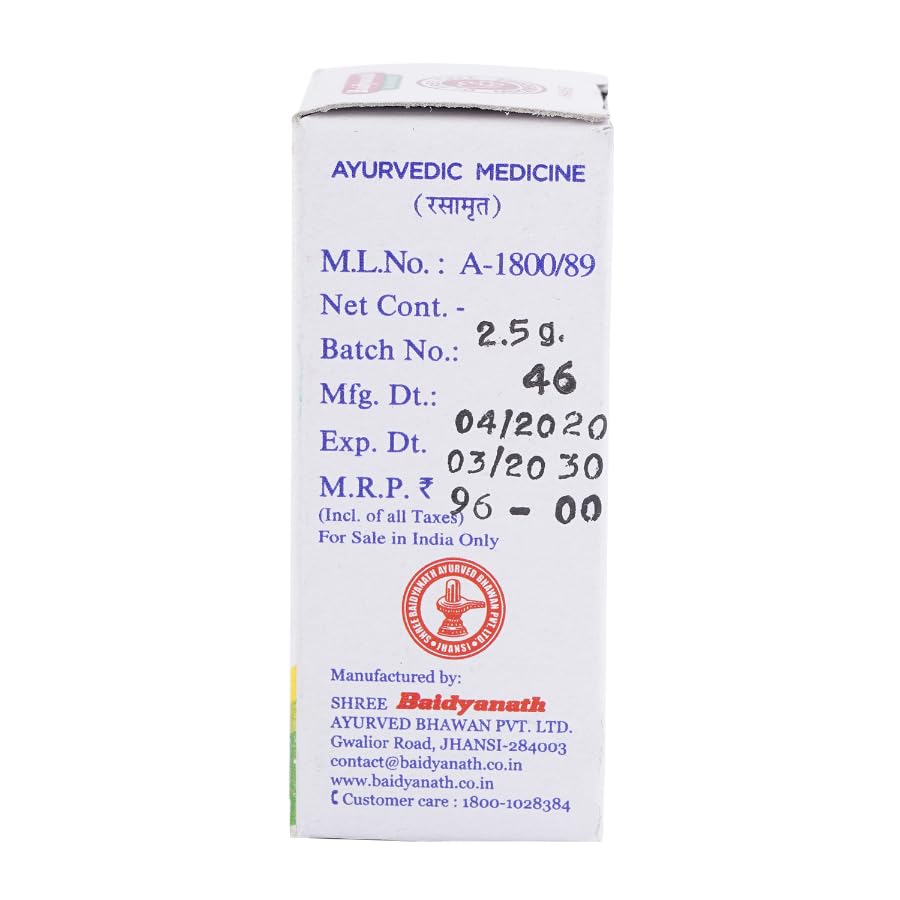 Baidyanath
AYURVEDIC MEDICINE
(रसामृत)
M.L.No. : A-1800/89
Net Cont. - 2.5 g.
Batch No.: 46
Mfg. Dt.: 04/2020
Exp. Dt. 03/2030
M.R.P. ₹ 96 - 00
(Incl. of all Taxes)
For Sale in India Only
SHREE BAIDYANATH AYURVED BHAWAN PVT. LTD. • JHANSI •
Manufactured by:
SHREE Baidyanath
AYURVED BHAWAN PVT. LTD.
Gwalior Road, JHANSI-284003
contact@baidyanath.co.in
www.baidyanath.co.in
Customer care : 1800-1028384